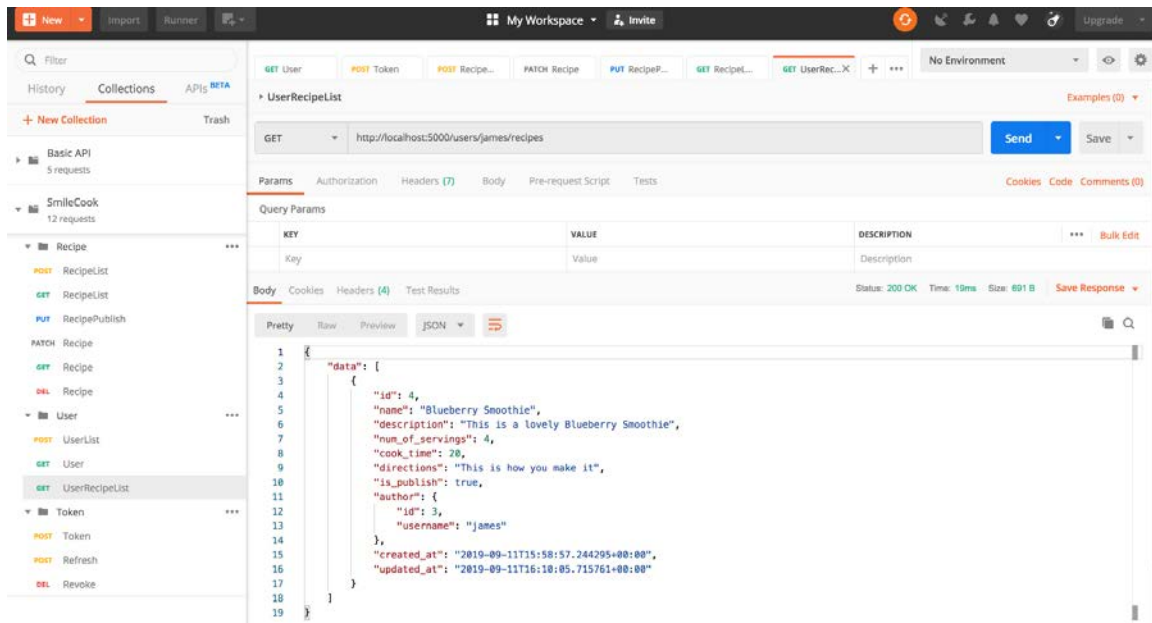 New Import Runner My Workspace Invite Upgrade
Filter
History Collections APIs BETA
+ New Collection Trash
Basic API
5 requests
SmileCook
12 requests
Recipe
POST RecipeList
GET RecipeList
PUT RecipePublish
PATCH Recipe
GET Recipe
DEL Recipe
User
POST UserList
GET User
GET UserRecipeList
Token
POST Token
POST Refresh
DEL Revoke
GET User POST Token POST Recipe... PATCH Recipe PUT RecipeP... GET RecipeL... GET UserRec... X + ... No Environment
UserRecipeList Examples (0)
GET http://localhost:5000/users/james/recipes Send Save
Params Authorization Headers (7) Body Pre-request Script Tests Cookies Code Comments (0)
Query Params
KEY VALUE DESCRIPTION ... Bulk Edit
Key Value Description
Body Cookies Headers (4) Test Results Status: 200 OK Time: 19ms Size: 691 B Save Response
Pretty Raw Preview JSON
1 {
2 "data": [
3 {
4 "id": 4,
5 "name": "Blueberry Smoothie",
6 "description": "This is a lovely Blueberry Smoothie",
7 "num_of_servings": 4,
8 "cook_time": 20,
9 "directions": "This is how you make it",
10 "is_publish": true,
11 "author": {
12 "id": 3,
13 "username": "james"
14 },
15 "created_at": "2019-09-11T15:58:57.244295+00:00",
16 "updated_at": "2019-09-11T16:10:05.715761+00:00"
17 }
18 ]
19 }